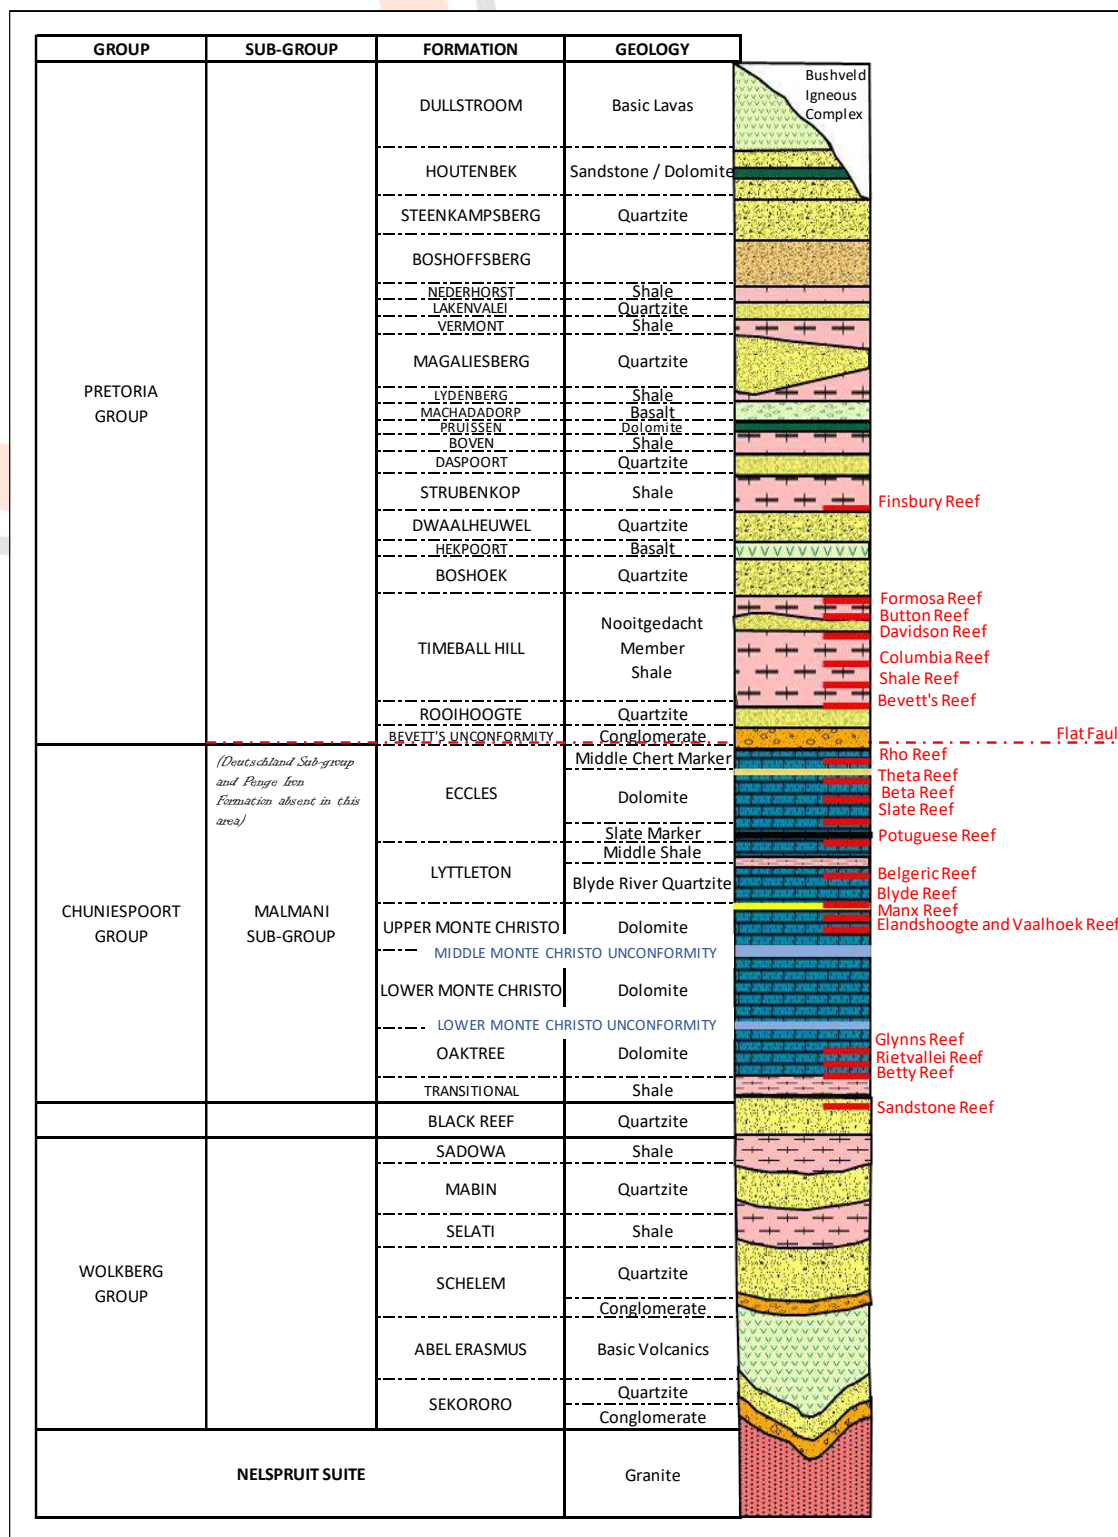 GROUP SUB-GROUP FORMATION GEOLOGY
Bushveld
Igneous
Complex
DULLSTROOM Basic Lavas
HOUTENBEK Sandstone / Dolomite
STEENKAMPSBERG Quartzite
BOSHOFFSBERG
NEDERHORST Shale
LAKENVALEI Quartzite
VERMONT Shale
MAGALIESBERG Quartzite
PRETORIA
GROUP
LYDENBERG Shale
MACHADADORP Basalt
PRUISSEN Dolomite
BOVEN Shale
DASPOORT Quartzite
STRUBENKOP Shale
Finsbury Reef
DWAALHEUWEL Quartzite
HEKPOORT Basalt
BOSHOEK Quartzite
TIMEBALL HILL
Nooitgedacht
Member
Shale
Formosa Reef
Button Reef
Davidson Reef
Columbia Reef
Shale Reef
Bevett's Reef
ROOIHOOGTE Quartzite
BEVETT'S UNCONFORMITY Conglomerate
Flat Faul
CHUNIESPOORT
GROUP
(Deutschland Sub-group
and Penge Iron
Formation absent in this
area)
MALMANI
SUB-GROUP
Middle Chert Marker
ECCLES Dolomite
Slate Marker
Middle Shale
LYTTLETON
Blyde River Quartzite
Rho Reef
Theta Reef
Beta Reef
Slate Reef
Potuguese Reef
Belgeric Reef
Blyde Reef
Manx Reef
Elandshoogte and Vaalhoek Reef
UPPER MONTE CHRISTO Dolomite
MIDDLE MONTE CHRISTO UNCONFORMITY
LOWER MONTE CHRISTO Dolomite
LOWER MONTE CHRISTO UNCONFORMITY
OAKTREE Dolomite
Glynns Reef
Rietvallei Reef
Betty Reef
TRANSITIONAL Shale
BLACK REEF Quartzite
Sandstone Reef
WOLKBERG
GROUP
SADOWA Shale
MABIN Quartzite
SELATI Shale
SCHELEM
Quartzite
Conglomerate
ABEL ERASMUS Basic Volcanics
SEKORORO
Quartzite
Conglomerate
NELSPRUIT SUITE Granite